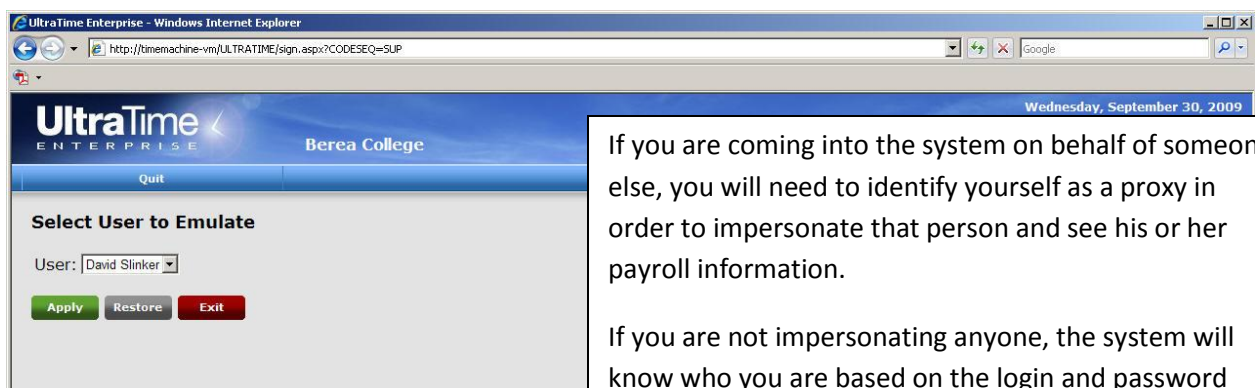 UltraTime Enterprise - Windows Internet Explorer
http://timemachine-vm/ULTRATIME/sign.aspx?CODESEQ=SUP
Google
Wednesday, September 30, 2009
UltraTime
ENTERPRISE
Berea College
Quit
Select User to Emulate
User: David Slinker
Apply Restore Exit
If you are coming into the system on behalf of someon
else, you will need to identify yourself as a proxy in
order to impersonate that person and see his or her
payroll information.
If you are not impersonating anyone, the system will
know who you are based on the login and password